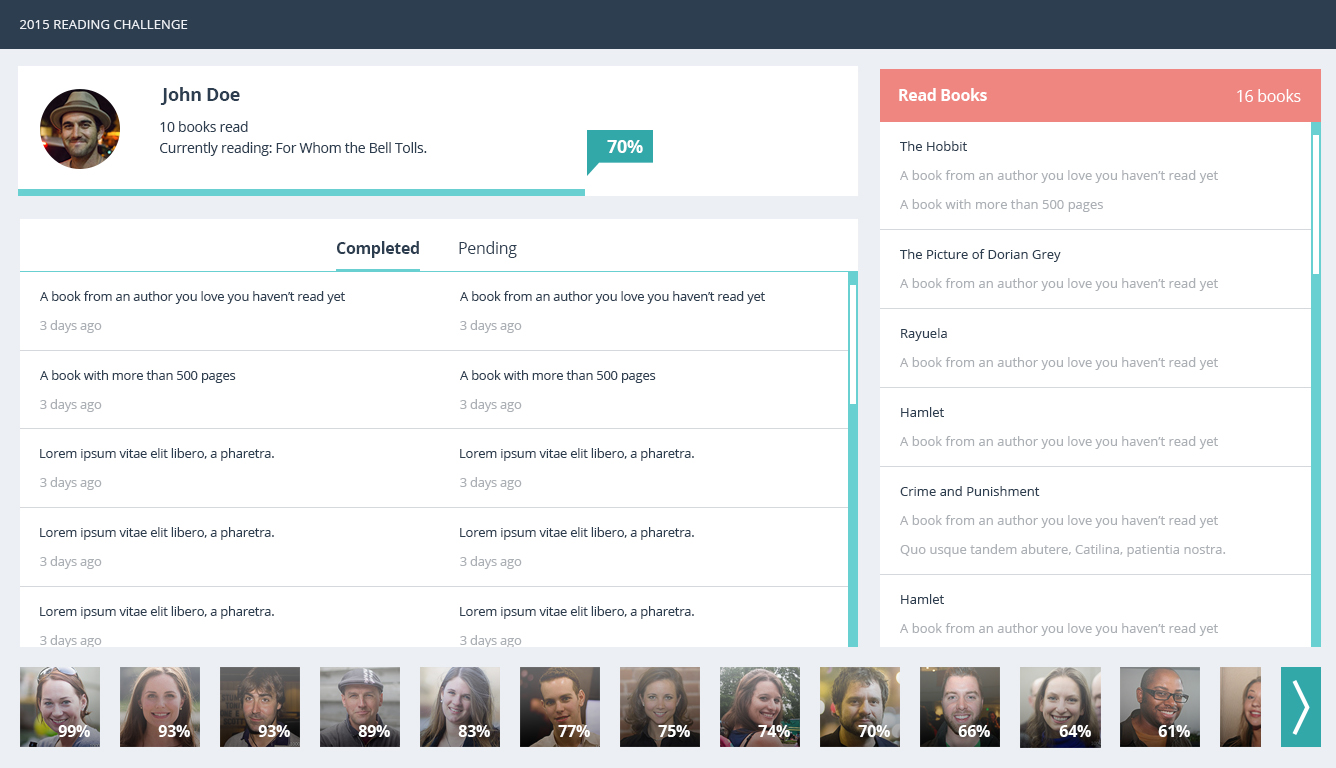 2015 READING CHALLENGE
John Doe
10 books read
Currently reading: For Whom the Bell Tolls.
70%
Completed Pending
A book from an author you love you haven't read yet A book from an author you love you haven't read yet
3 days ago 3 days ago
A book with more than 500 pages A book with more than 500 pages
3 days ago 3 days ago
Lorem ipsum vitae elit libero, a pharetra. Lorem ipsum vitae elit libero, a pharetra.
3 days ago 3 days ago
Lorem ipsum vitae elit libero, a pharetra. Lorem ipsum vitae elit libero, a pharetra.
3 days ago 3 days ago
Lorem ipsum vitae elit libero, a pharetra. Lorem ipsum vitae elit libero, a pharetra.
3 days ago 3 days ago
Read Books 16 books
The Hobbit
A book from an author you love you haven't read yet
A book with more than 500 pages
The Picture of Dorian Grey
A book from an author you love you haven't read yet
Rayuela
A book from an author you love you haven't read yet
Hamlet
A book from an author you love you haven't read yet
Crime and Punishment
A book from an author you love you haven't read yet
Quo usque tandem abutere, Catilina, patientia nostra.
Hamlet
A book from an author you love you haven't read yet
99% 93% 93% 89% 83% 77% 75% 74% 70% 66% 64% 61%